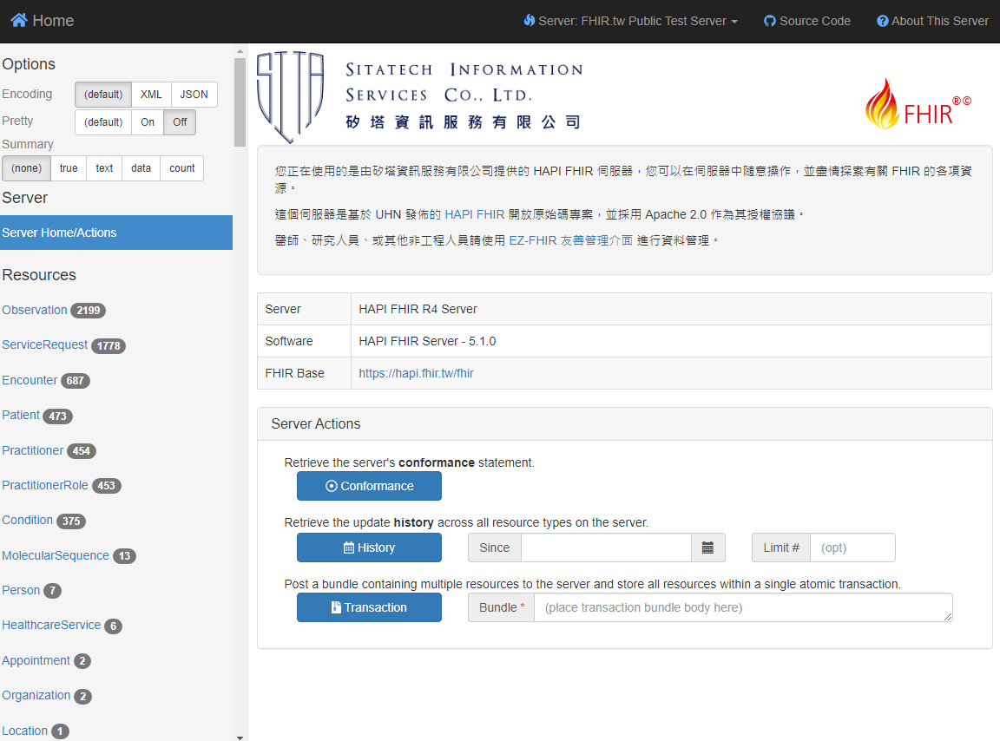 Home
Server: FHIR.tw Public Test Server
Source Code
About This Server
Options
Encoding (default) XML JSON
Pretty (default) On Off
Summary
(none) true text data count
Server
Server Home/Actions
Resources
Observation 2199
ServiceRequest 1778
Encounter 687
Patient 473
Practitioner 454
PractitionerRole 453
Condition 375
MolecularSequence 13
Person 7
HealthcareService 6
Appointment 2
Organization 2
Location 1
SITA
SITATECH INFORMATION
SERVICES CO., LTD.
矽塔資訊服務有限公司
FHIR®©
您正在使用的是由矽塔資訊服務有限公司提供的 HAPI FHIR 伺服器，您可以在伺服器中隨意操作，並盡情探索有關 FHIR 的各項資
源。
這個伺服器是基於 UHN 發佈的 HAPI FHIR 開放原始碼專案，並採用 Apache 2.0 作為其授權協議。
醫師、研究人員、或其他非工程人員請使用 EZ-FHIR 友善管理介面 進行資料管理。
Server HAPI FHIR R4 Server
Software HAPI FHIR Server - 5.1.0
FHIR Base https://hapi.fhir.tw/fhir
Server Actions
Retrieve the server's conformance statement.
Conformance
Retrieve the update history across all resource types on the server.
History Since Limit # (opt)
Post a bundle containing multiple resources to the server and store all resources within a single atomic transaction.
Transaction Bundle * (place transaction bundle body here)